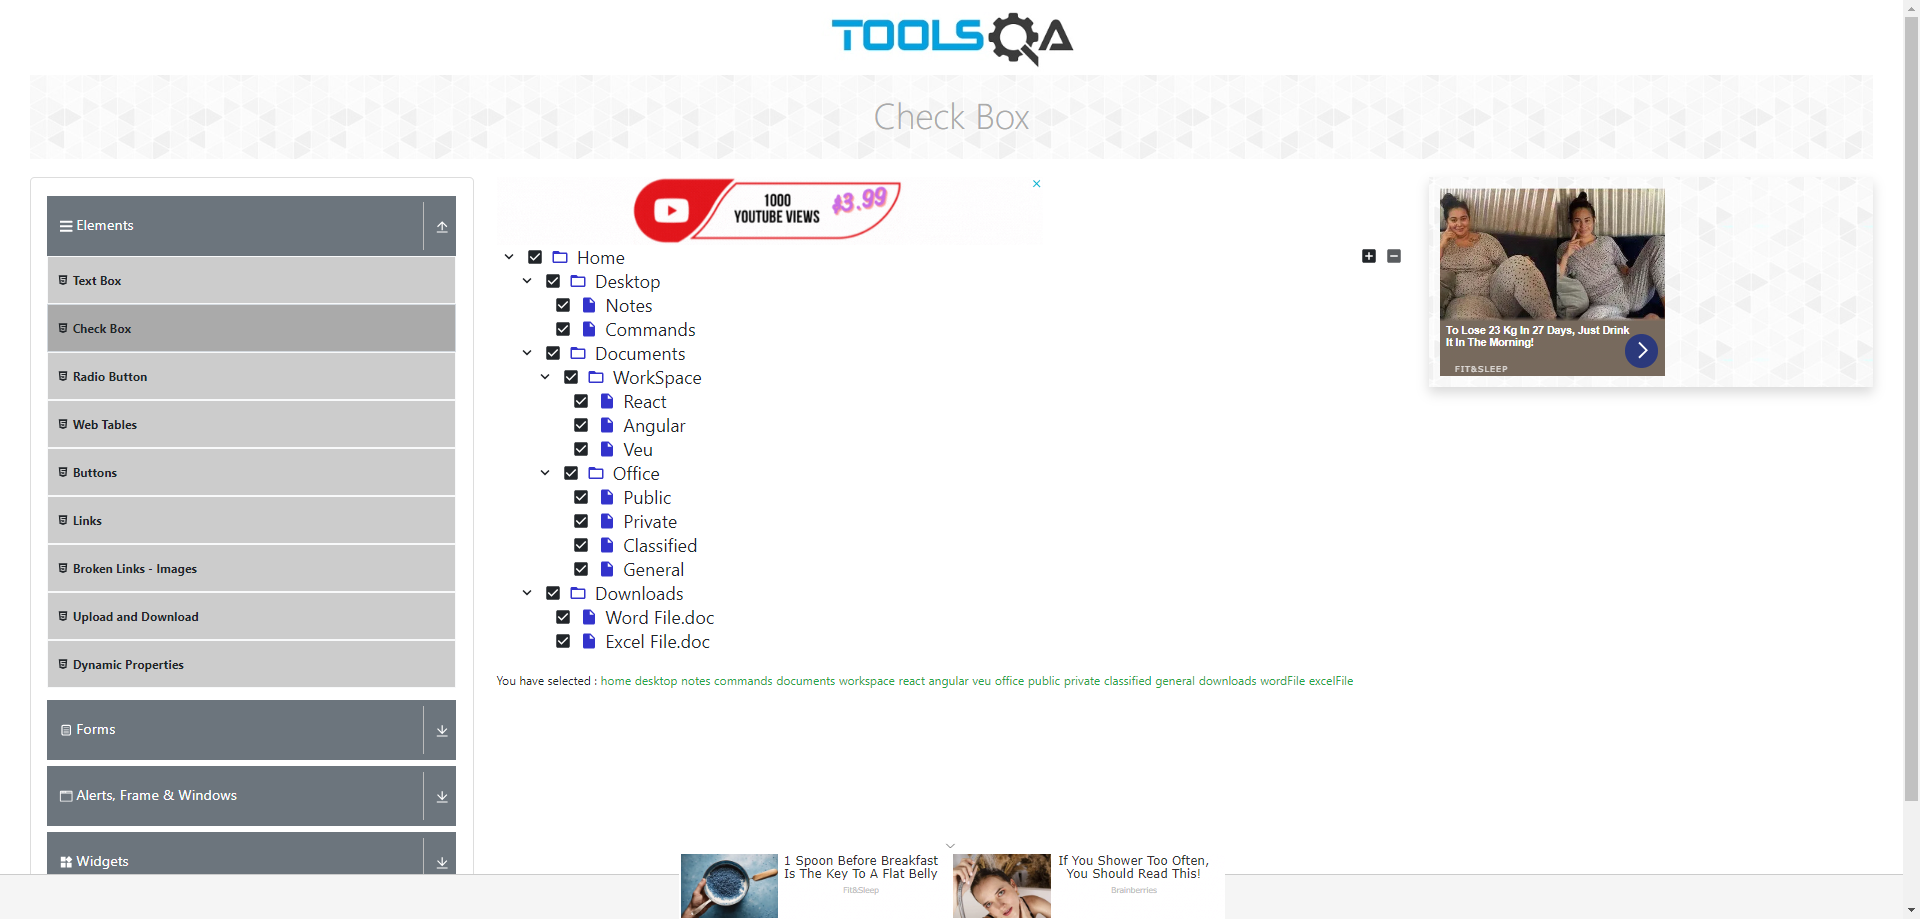 TOOLSQA
Check Box
Elements
Text Box
Check Box
Radio Button
Web Tables
Buttons
Links
Broken Links - Images
Upload and Download
Dynamic Properties
Forms
Alerts, Frame & Windows
Widgets
1000
YOUTUBE VIEWS
$3.99
Home
Desktop
Notes
Commands
Documents
WorkSpace
React
Angular
Veu
Office
Public
Private
Classified
General
Downloads
Word File.doc
Excel File.doc
You have selected : home desktop notes commands documents workspace react angular veu office public private classified general downloads wordFile excelFile
To Lose 23 Kg In 27 Days, Just Drink
It In The Morning!
FIT&SLEEP
1 Spoon Before Breakfast
Is The Key To A Flat Belly
Fit&Sleep
If You Shower Too Often,
You Should Read This!
Brainberries